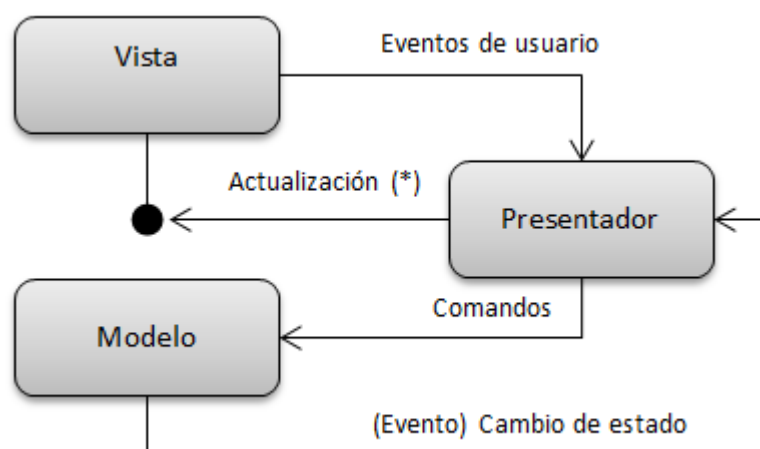 Vista
Eventos de usuario
Actualización (*)
Presentador
Comandos
Modelo
(Evento) Cambio de estado